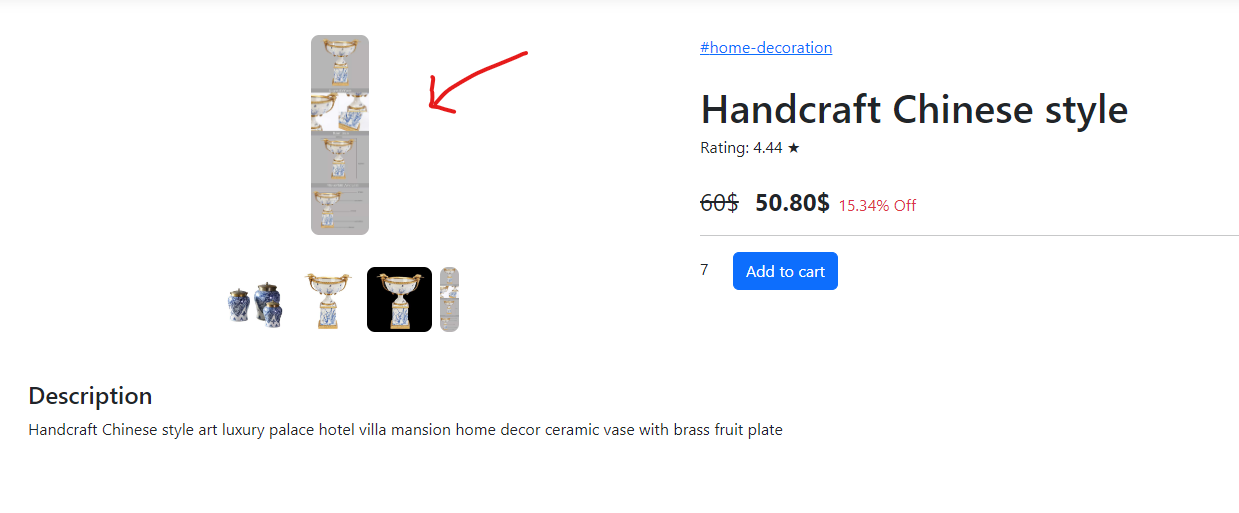 #home-decoration
Handcraft Chinese style
Rating: 4.44 ★
60$ 50.80$ 15.34% Off
7 Add to cart
Description
Handcraft Chinese style art luxury palace hotel villa mansion home decor ceramic vase with brass fruit plate